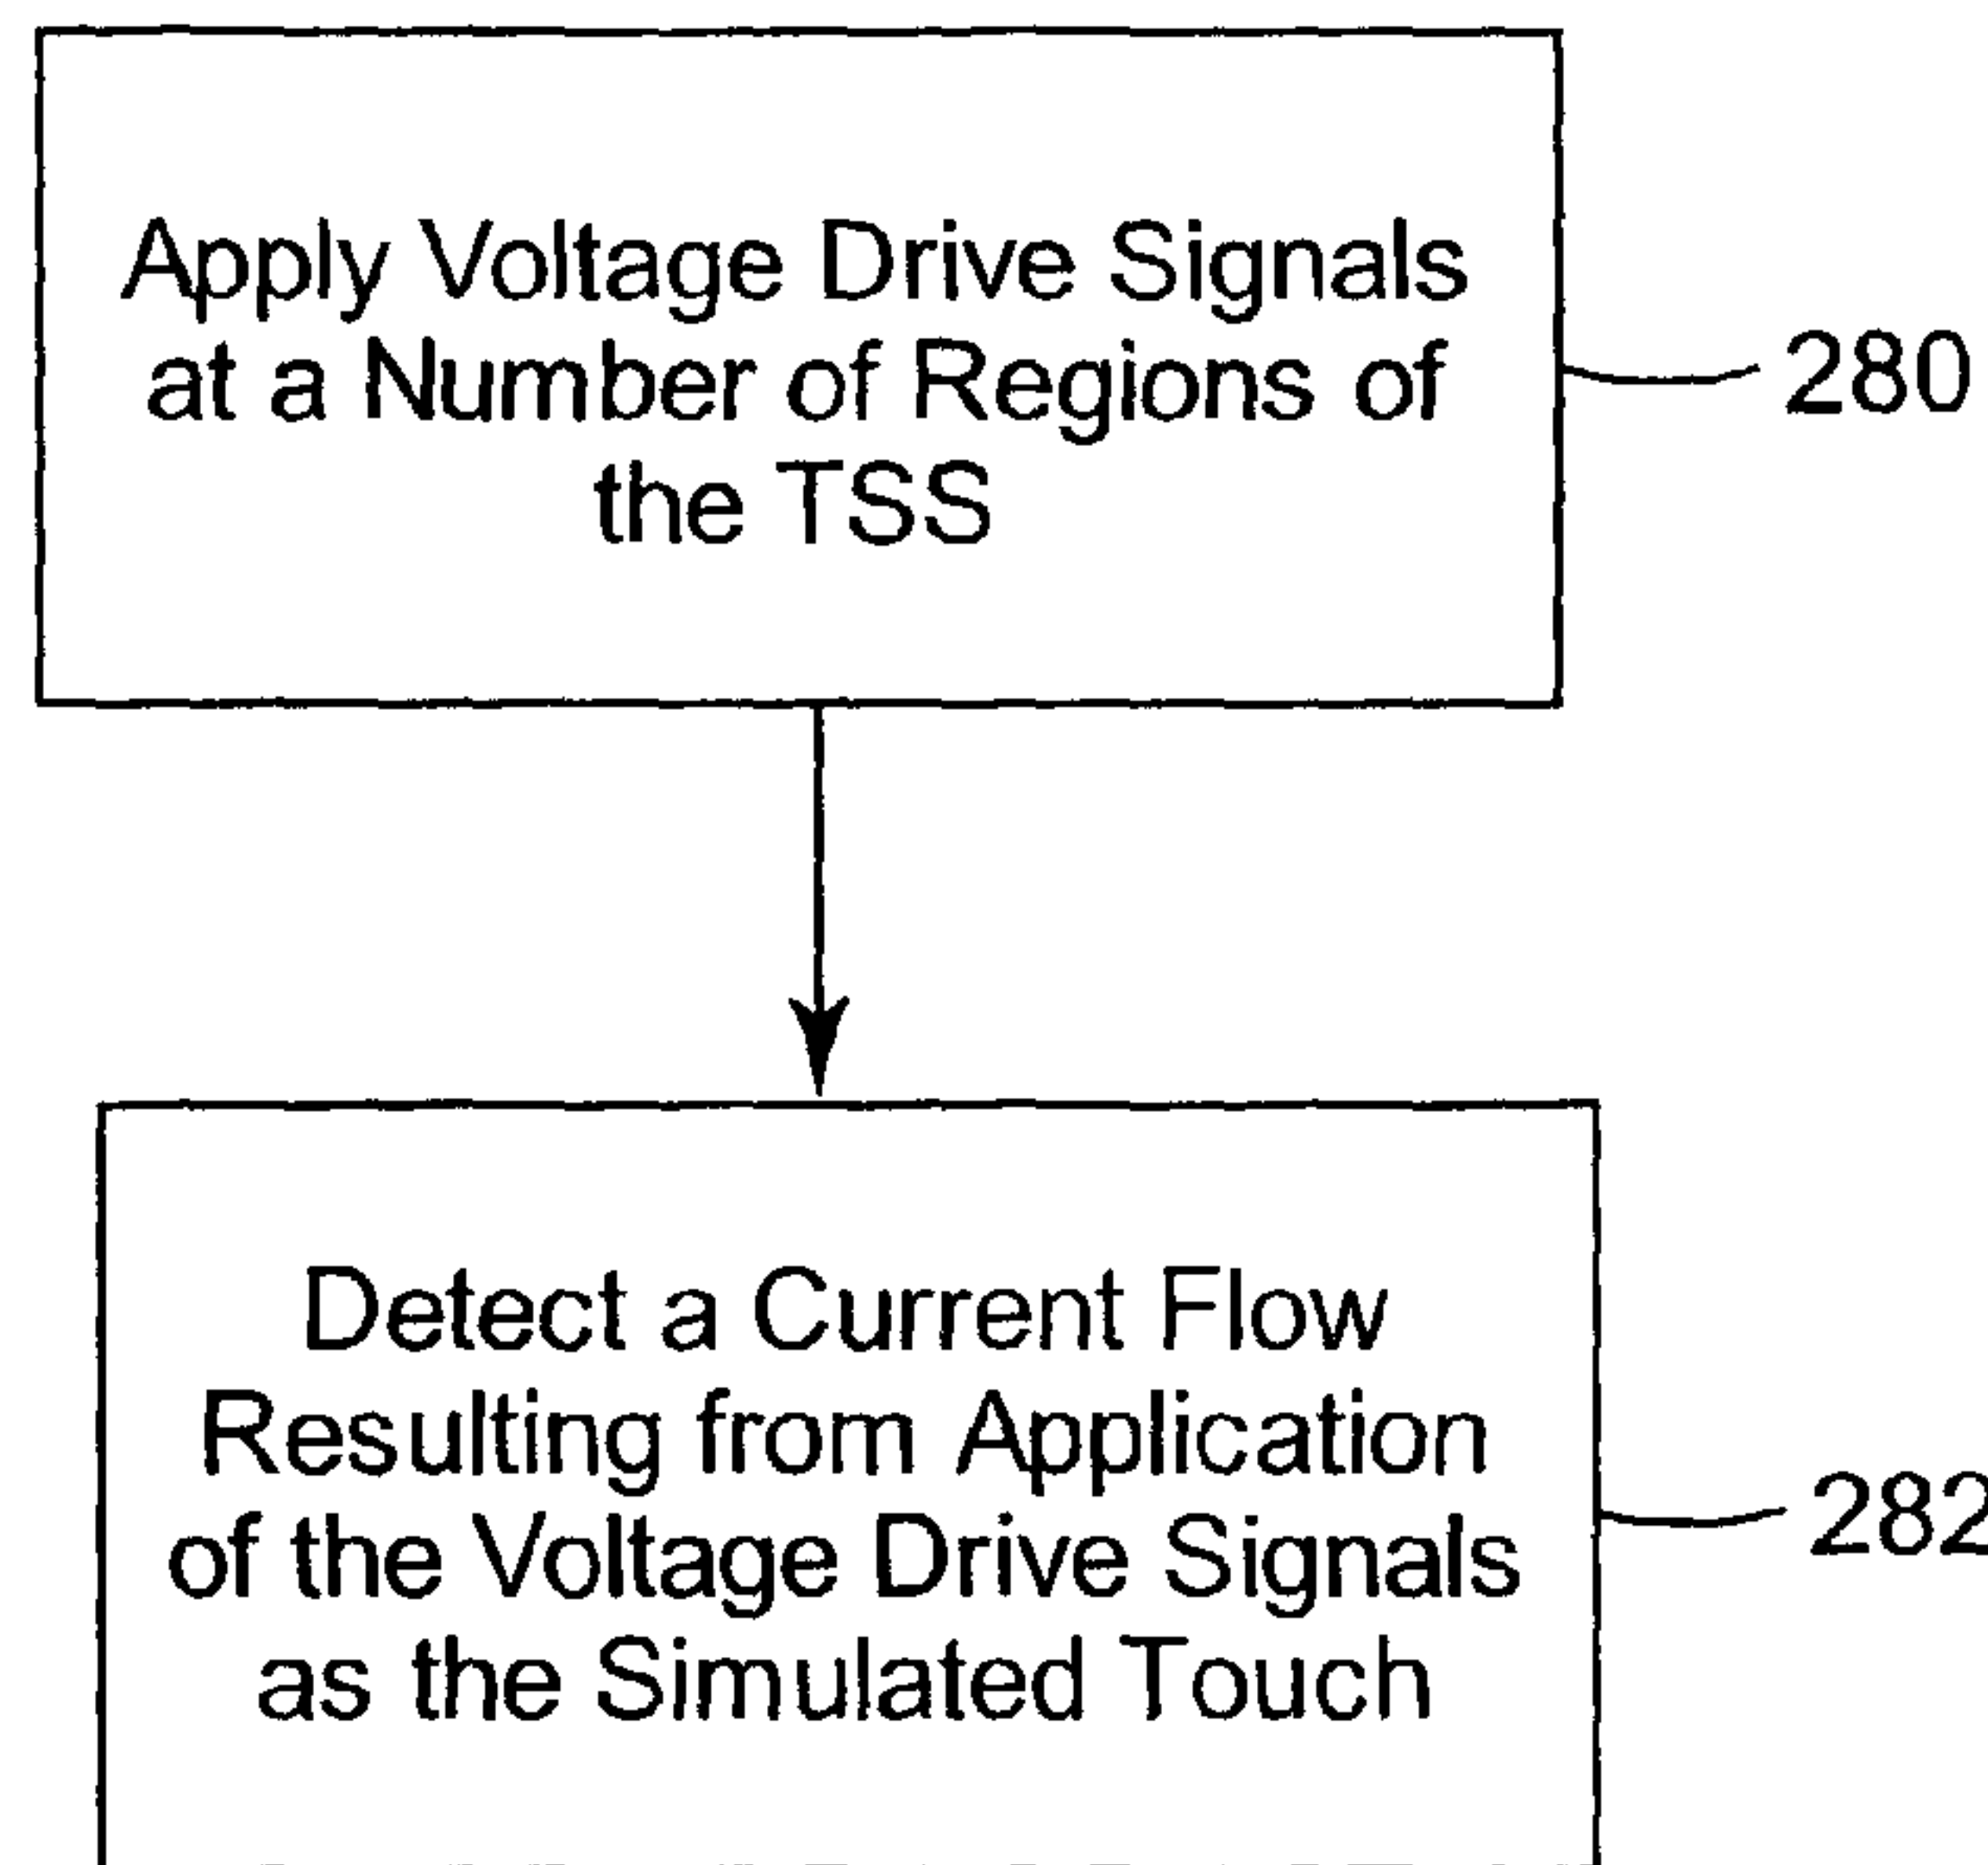 Apply Voltage Drive Signals
at a Number of Regions of
the TSS
280
Detect a Current Flow
Resulting from Application
of the Voltage Drive Signals
as the Simulated Touch
282